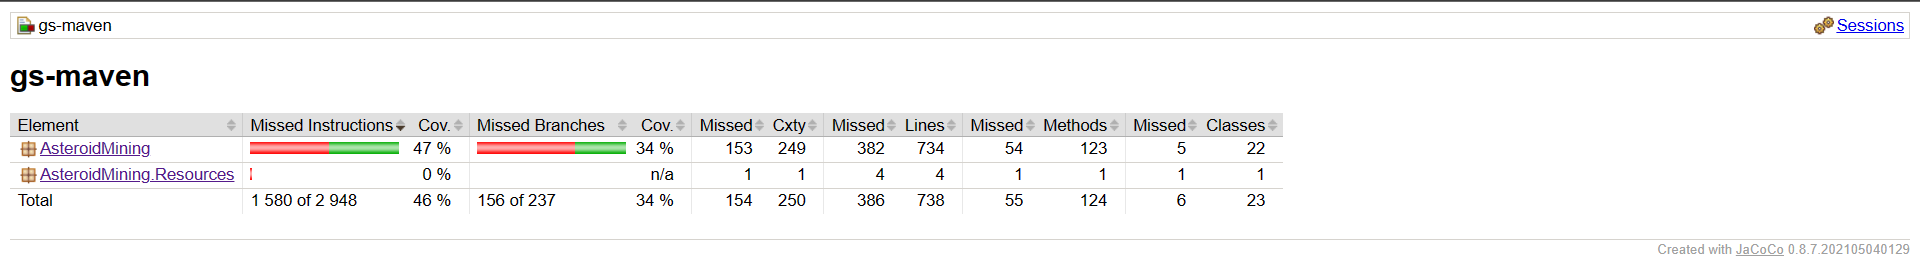 gs-maven Sessions
gs-maven
Element Missed Instructions Cov. Missed Branches Cov. Missed Cxty Missed Lines Missed Methods Missed Classes
AsteroidMining 47 % 34 % 153 249 382 734 54 123 5 22
AsteroidMining.Resources 0 % n/a 1 1 4 4 1 1 1 1
Total 1 580 of 2 948 46 % 156 of 237 34 % 154 250 386 738 55 124 6 23
Created with JaCoCo 0.8.7.202105040129